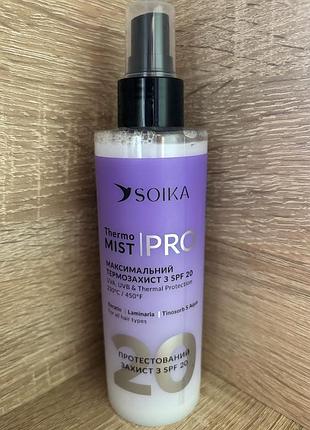 SOIKA
Thermo
MIST | PRO
МАКСИМАЛЬНИЙ
ТЕРМОЗАХИСТ З SPF 20
UVA, UVB & Thermal Protection
230°C / 450°F
Keratin | Laminaria | Tinosorb S Aqua
For all hair types
20
ПРОТЕСТОВАНИЙ
ЗАХИСТ З SPF 20